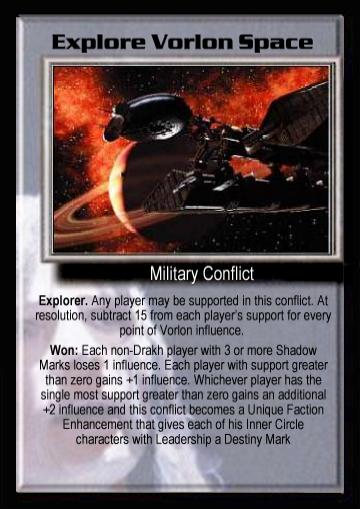 Explore Vorlon Space
Military Conflict
Explorer. Any player may be supported in this conflict. At
resolution, subtract 15 from each player's support for every
point of Vorlon influence.
Won: Each non-Drakh player with 3 or more Shadow
Marks loses 1 influence. Each player with support greater
than zero gains +1 influence. Whichever player has the
single most support greater than zero gains an additional
+2 influence and this conflict becomes a Unique Faction
Enhancement that gives each of his Inner Circle
characters with Leadership a Destiny Mark